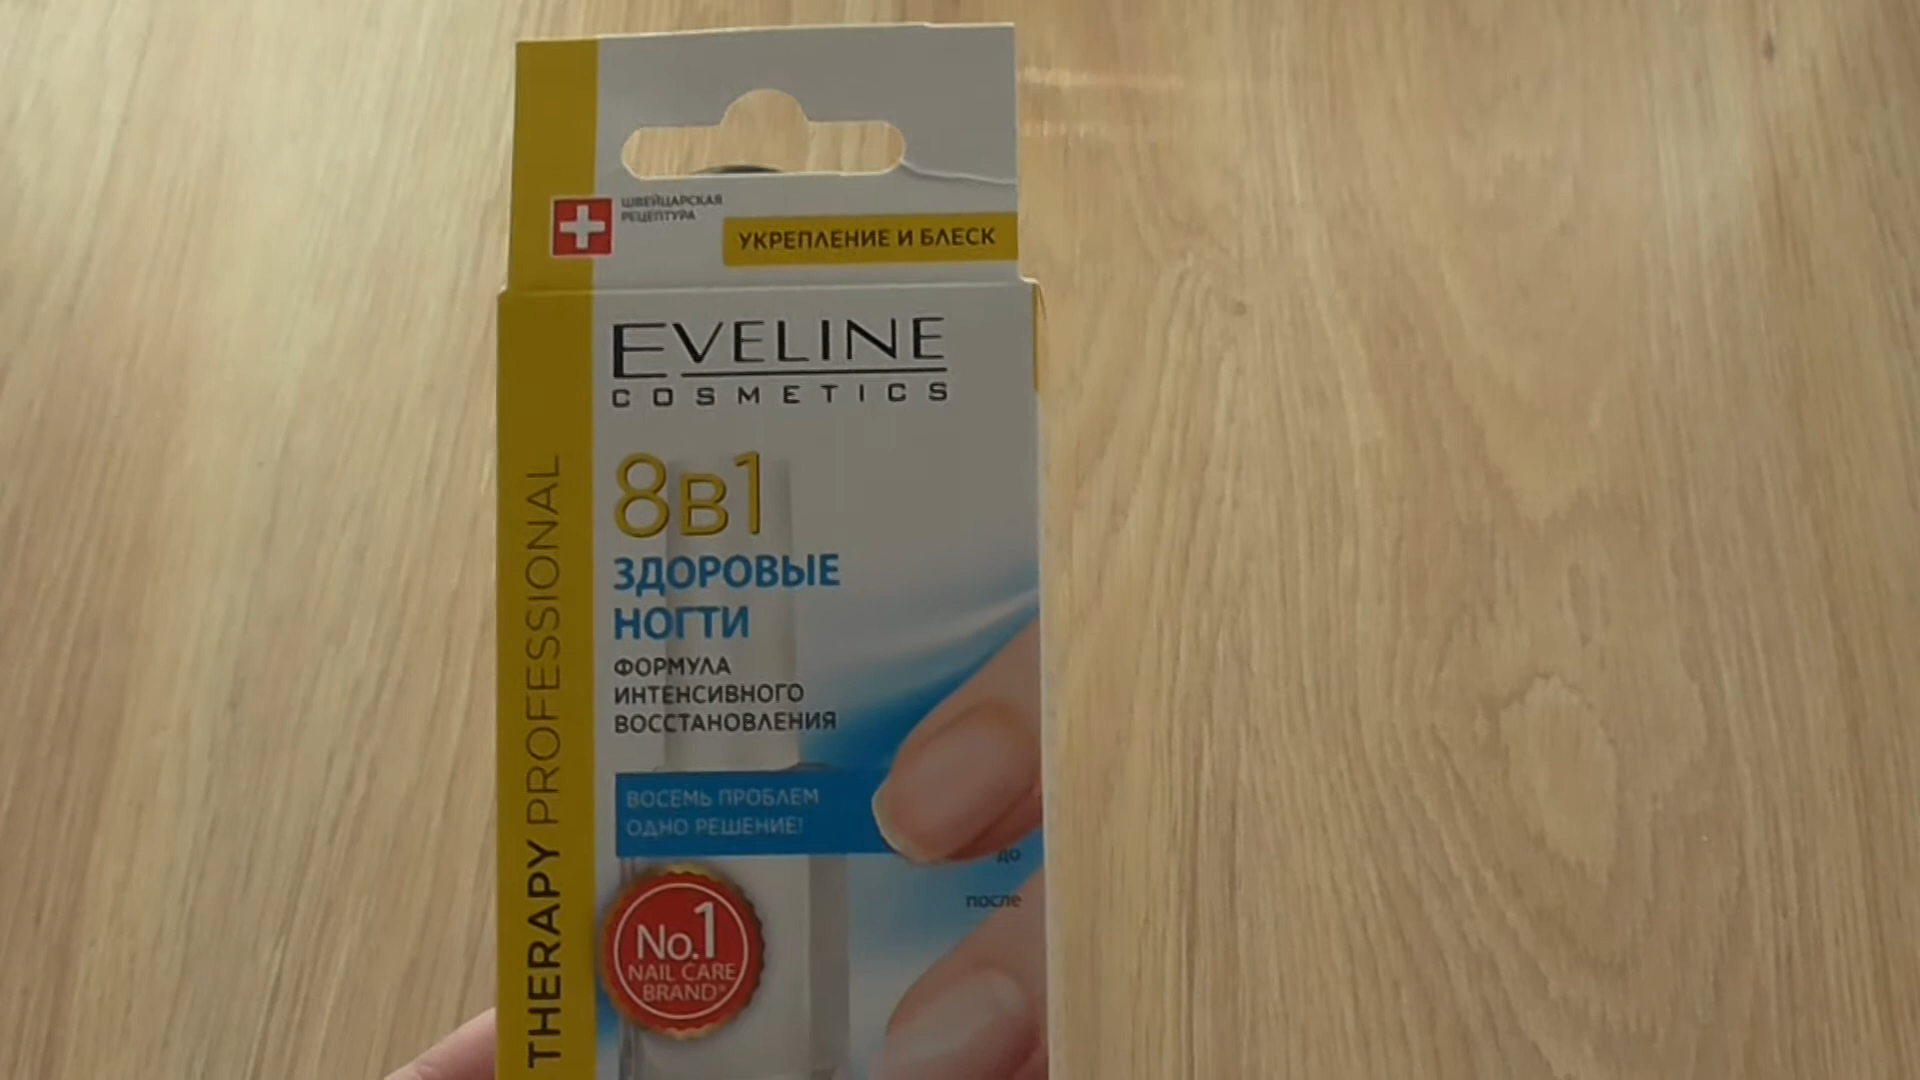 ШВЕЙЦАРСКАЯ
РЕЦЕПТУРА
УКРЕПЛЕНИЕ И БЛЕСК
EVELINE
COSMETICS
8в1
ЗДОРОВЫЕ
НОГТИ
ФОРМУЛА
ИНТЕНСИВНОГО
ВОССТАНОВЛЕНИЯ
ВОСЕМЬ ПРОБЛЕМ
ОДНО РЕШЕНИЕ!
до
после
No.1
NAIL CARE
BRAND*
THERAPY PROFESSIONAL